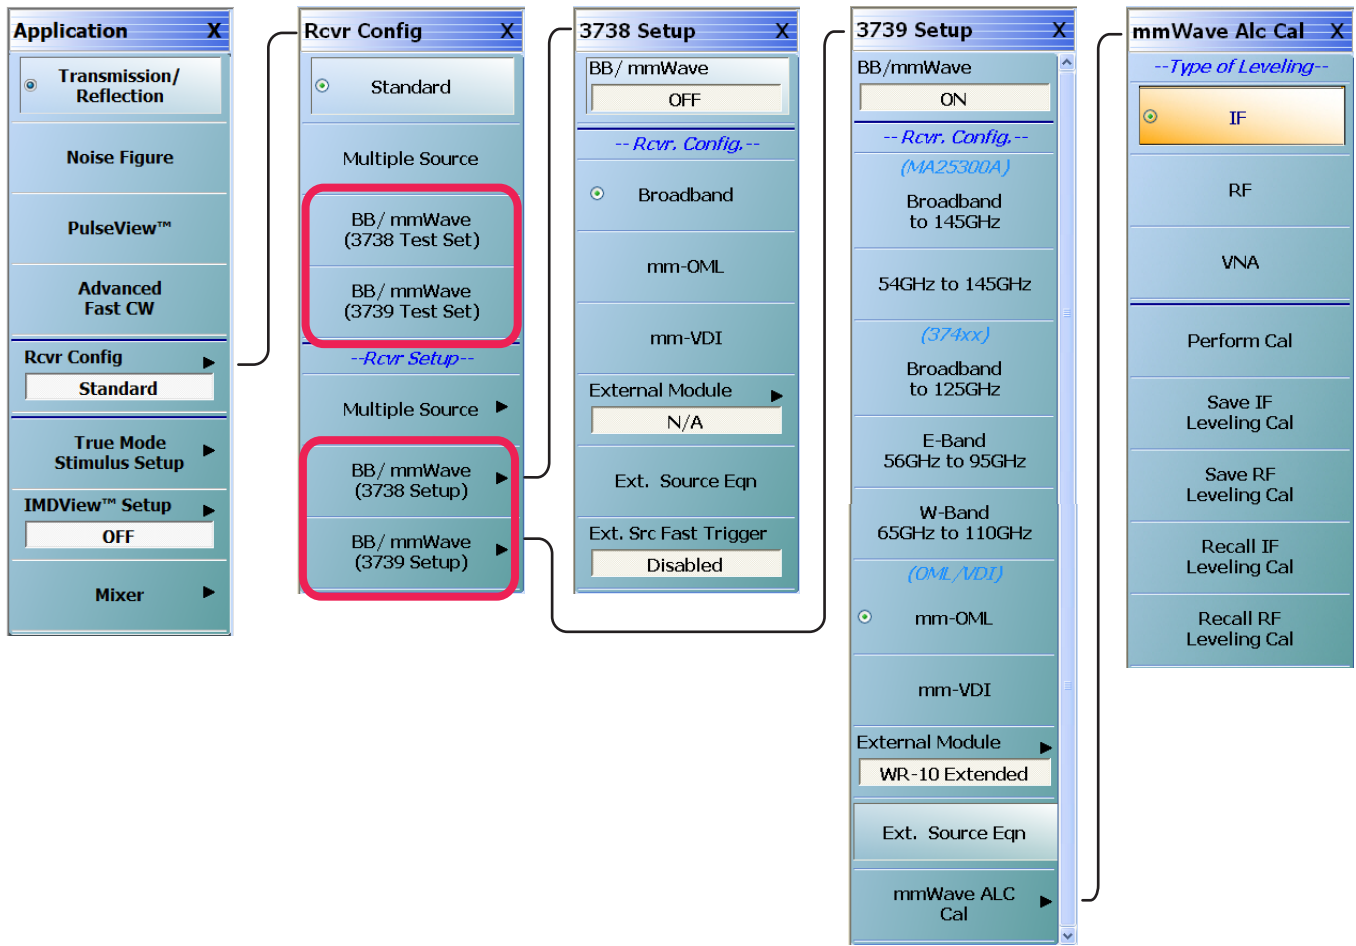 Application X
Transmission/
Reflection
Noise Figure
PulseView™
Advanced
Fast CW
Rcvr Config
Standard
True Mode
Stimulus Setup
IMDView™ Setup
OFF
Mixer
Rcvr Config X
Standard
Multiple Source
BB/ mmWave
(3738 Test Set)
BB/ mmWave
(3739 Test Set)
--Rcvr Setup--
Multiple Source
BB/ mmWave
(3738 Setup)
BB/ mmWave
(3739 Setup)
3738 Setup X
BB/ mmWave
OFF
-- Rcvr. Config.--
Broadband
mm-OML
mm-VDI
External Module
N/A
Ext. Source Eqn
Ext. Src Fast Trigger
Disabled
3739 Setup X
BB/mmWave
ON
-- Rcvr. Config.--
(MA25300A)
Broadband
to 145GHz
54GHz to 145GHz
(374xx)
Broadband
to 125GHz
E-Band
56GHz to 95GHz
W-Band
65GHz to 110GHz
(OML/VDI)
mm-OML
mm-VDI
External Module
WR-10 Extended
Ext. Source Eqn
mmWave ALC
Cal
mmWave Alc Cal X
--Type of Leveling--
IF
RF
VNA
Perform Cal
Save IF
Leveling Cal
Save RF
Leveling Cal
Recall IF
Leveling Cal
Recall RF
Leveling Cal